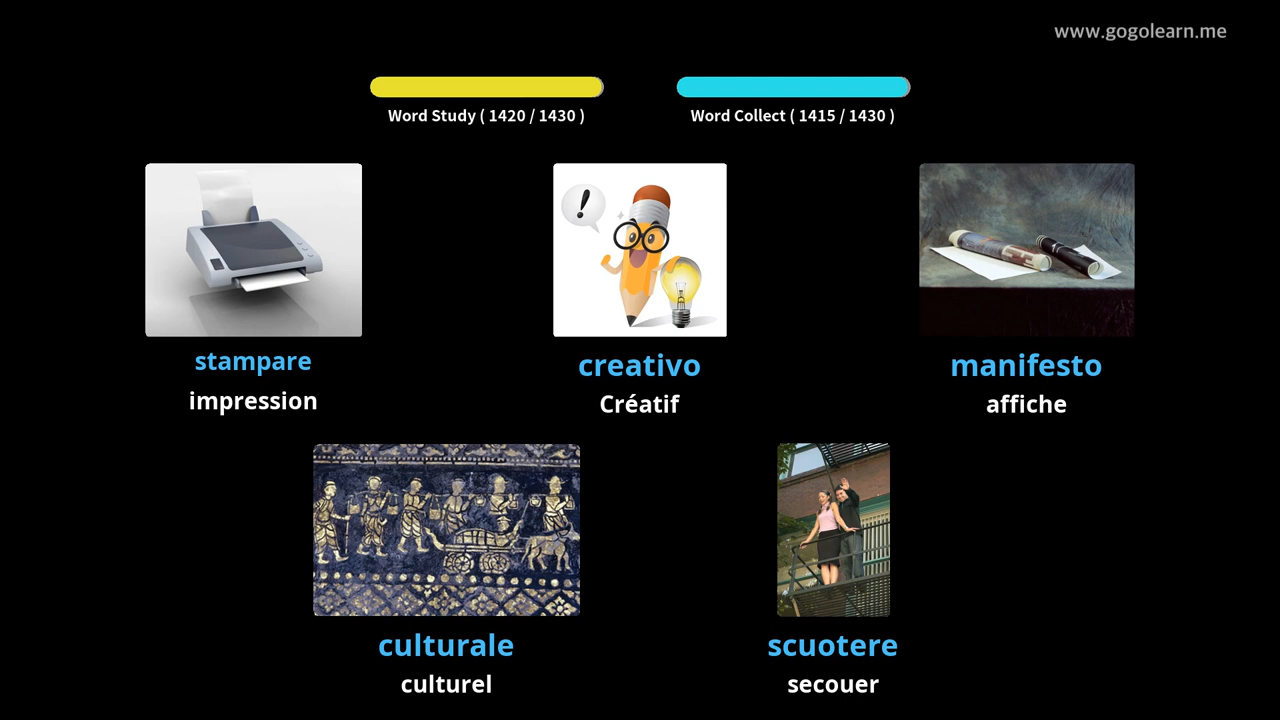 www.gogolearn.me
Word Study ( 1420 / 1430 )
Word Collect ( 1415 / 1430 )
!
stampare
impression
creativo
Créatif
manifesto
affiche
culturale
culturel
scuotere
secouer